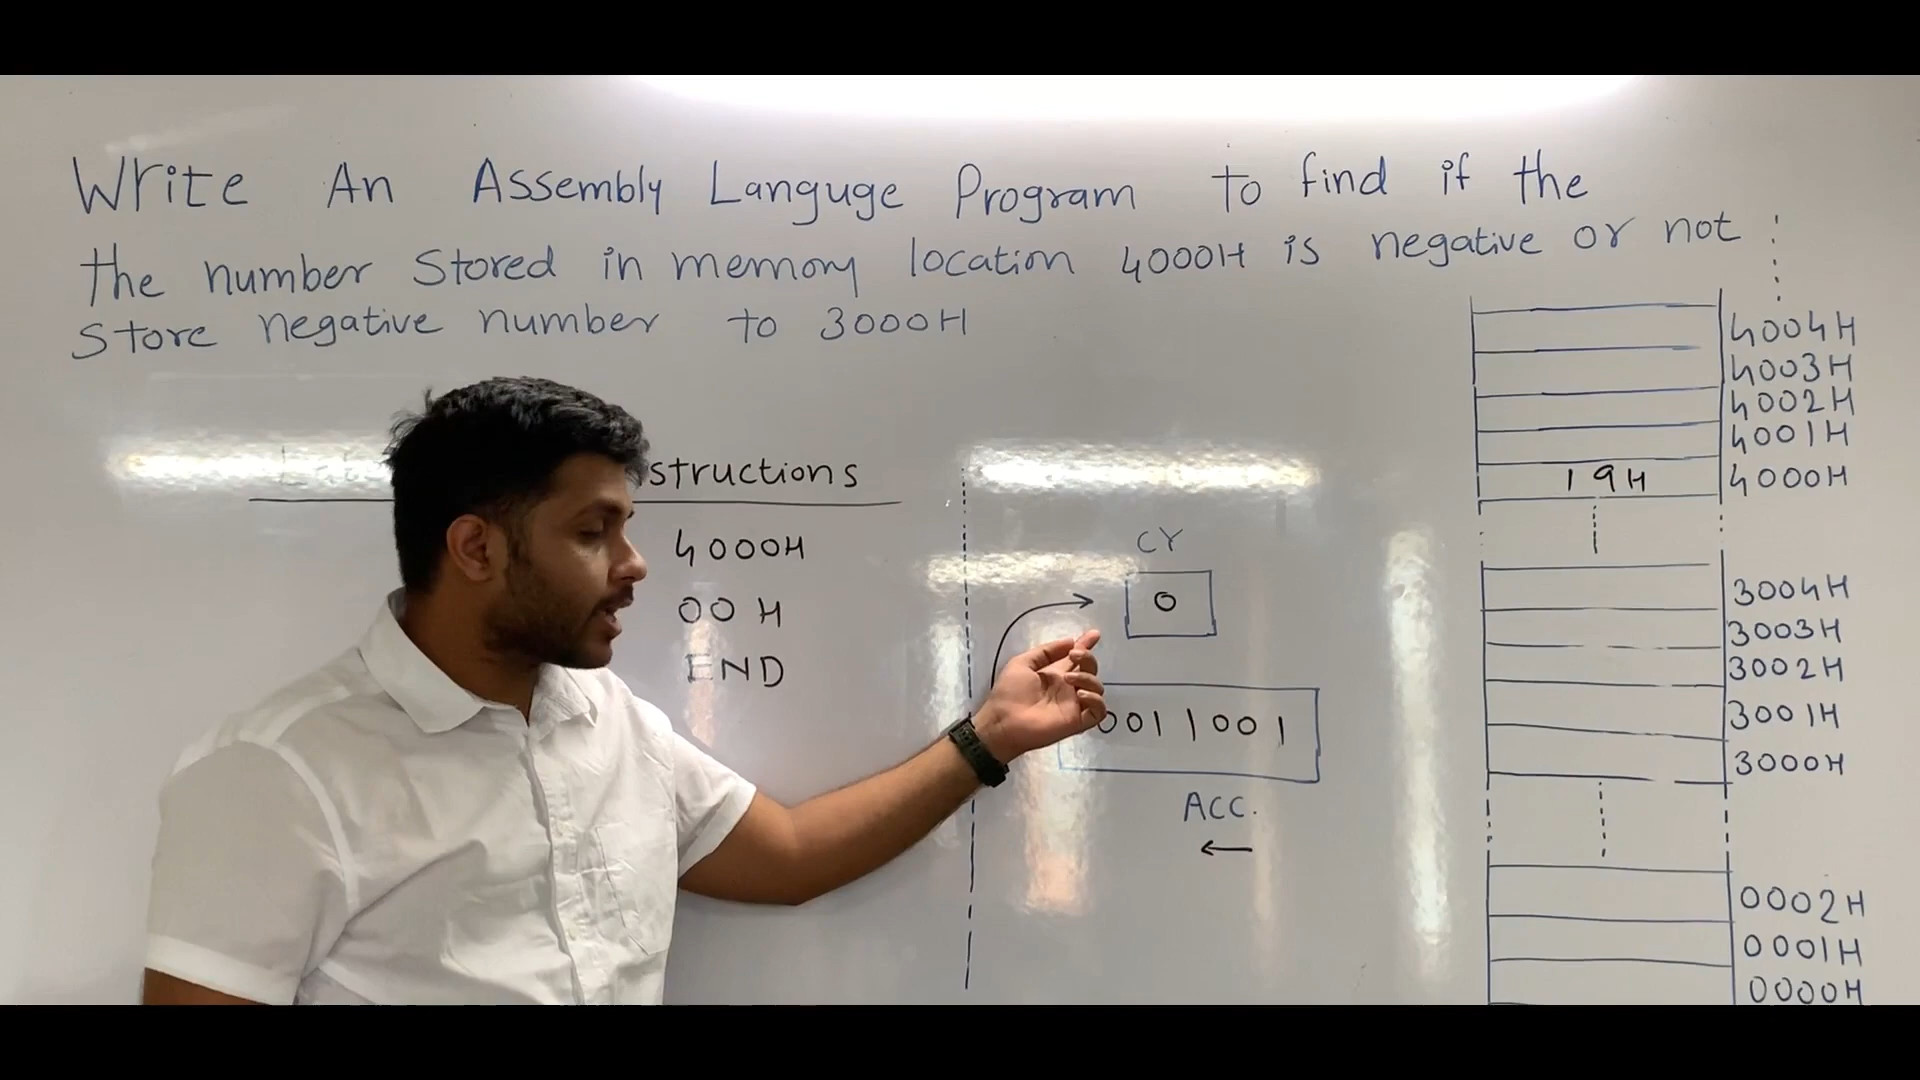 Write An Assembly Languge Program to find if the
the number Stored in memory location 4000H is negative or not
Store negative number to 3000H
structions
4000H
00 H
END
CY
0
0011001
ACC.
4004H
4003H
4002H
4001H
19H 4000H
3004H
3003H
3002H
3001H
3000H
0002H
0001H
0000H